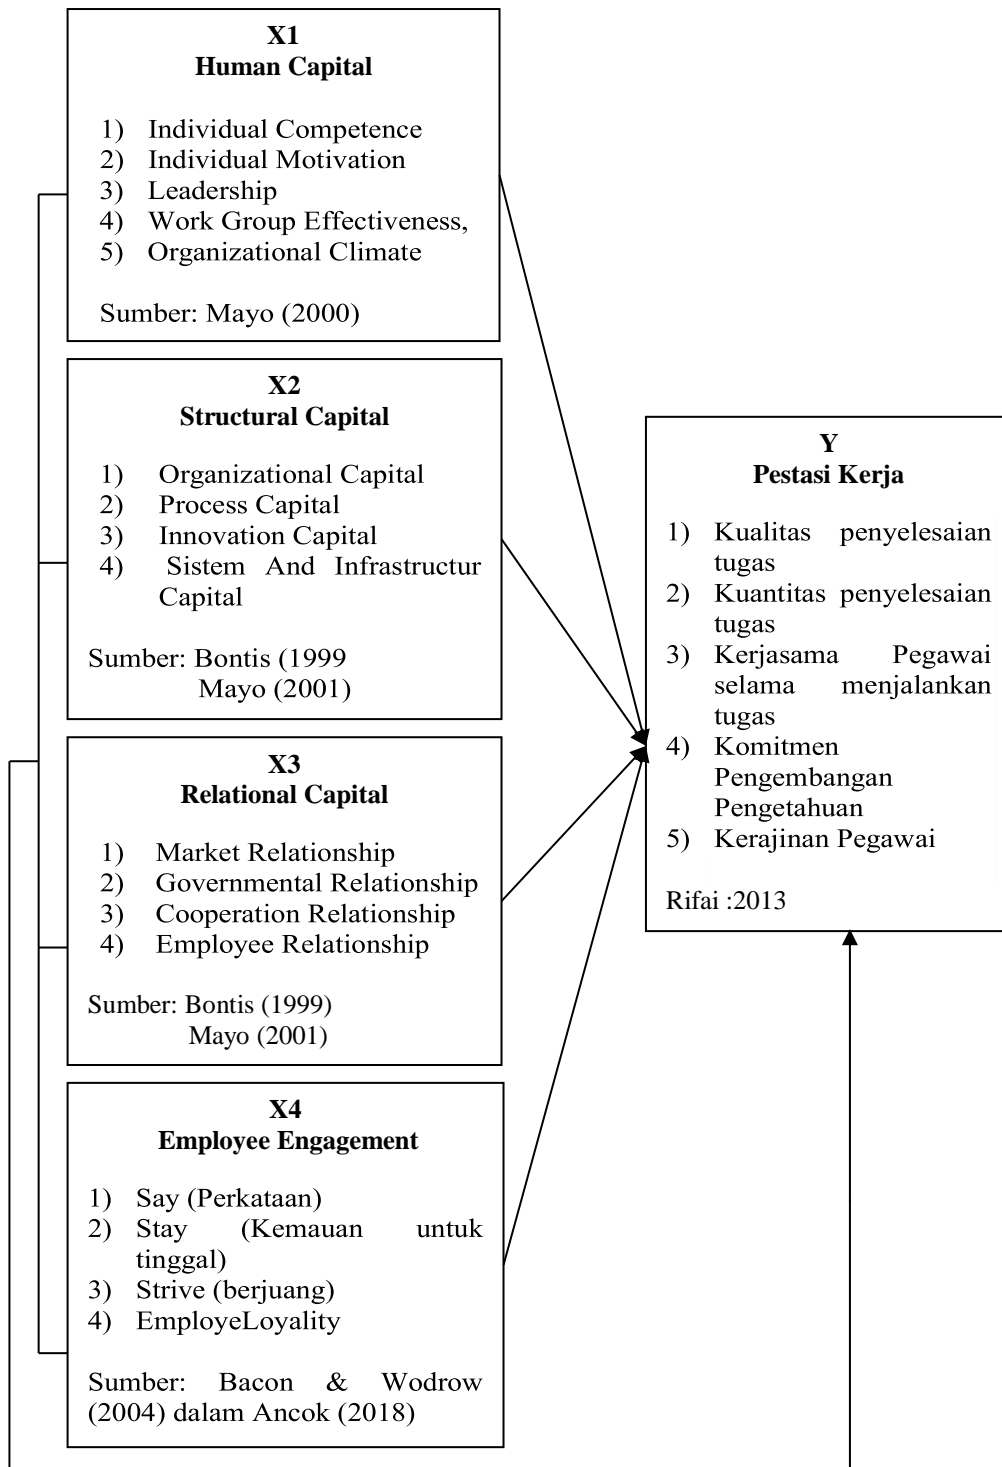 X1
Human Capital
1) Individual Competence
2) Individual Motivation
3) Leadership
4) Work Group Effectiveness,
5) Organizational Climate
Sumber: Mayo (2000)
X2
Structural Capital
1) Organizational Capital
2) Process Capital
3) Innovation Capital
4) Sistem And Infrastructur
Capital
Sumber: Bontis (1999
Mayo (2001)
X3
Relational Capital
1) Market Relationship
2) Governmental Relationship
3) Cooperation Relationship
4) Employee Relationship
Sumber: Bontis (1999)
Mayo (2001)
X4
Employee Engagement
1) Say (Perkataan)
2) Stay (Kemauan untuk
tinggal)
3) Strive (berjuang)
4) EmployeLoyality
Sumber: Bacon & Wodrow
(2004) dalam Ancok (2018)
Y
Pestasi Kerja
1) Kualitas penyelesaian
tugas
2) Kuantitas penyelesaian
tugas
3) Kerjasama Pegawai
selama menjalankan
tugas
4) Komitmen
Pengembangan
Pengetahuan
5) Kerajinan Pegawai
Rifai :2013